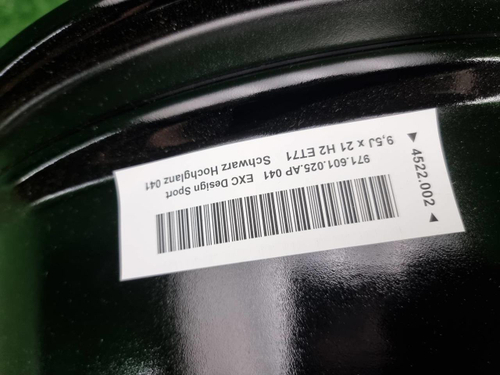 ◄ 4522.002 ►
9,5J x 21 H2 ET71 Schwarz Hochglanz 041
971.601.025.AP 041 EXC Design Sport